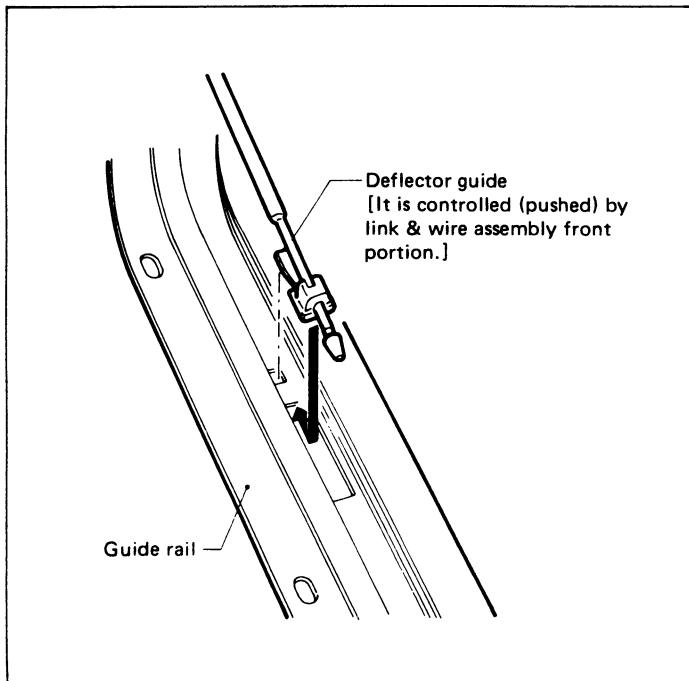 Deflector guide
[It is controlled (pushed) by
link & wire assembly front
portion.]
Guide rail